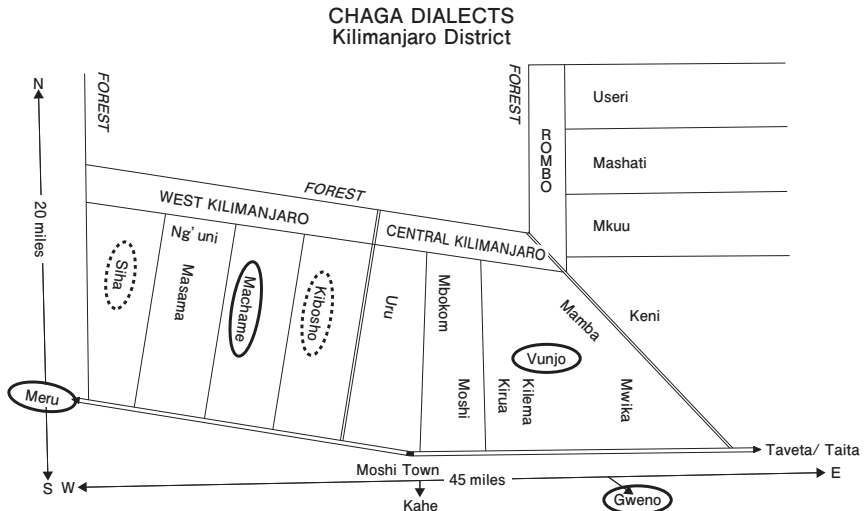 CHAGA DIALECTS
Kilimanjaro District
N
FOREST
FOREST
ROMBO
Useri
Mashati
Mkuu
Keni
20 miles
FOREST
WEST KILIMANJARO
CENTRAL KILIMANJARO
Siha
Ng' uni
Masama
Machame
Kibosho
Uru
Mbokom
Moshi
Mamba
Vunjo
Kirua
Kilema
Mwika
Meru
Taveta/ Taita
Moshi Town
S W
45 miles
E
Kahe
Gweno